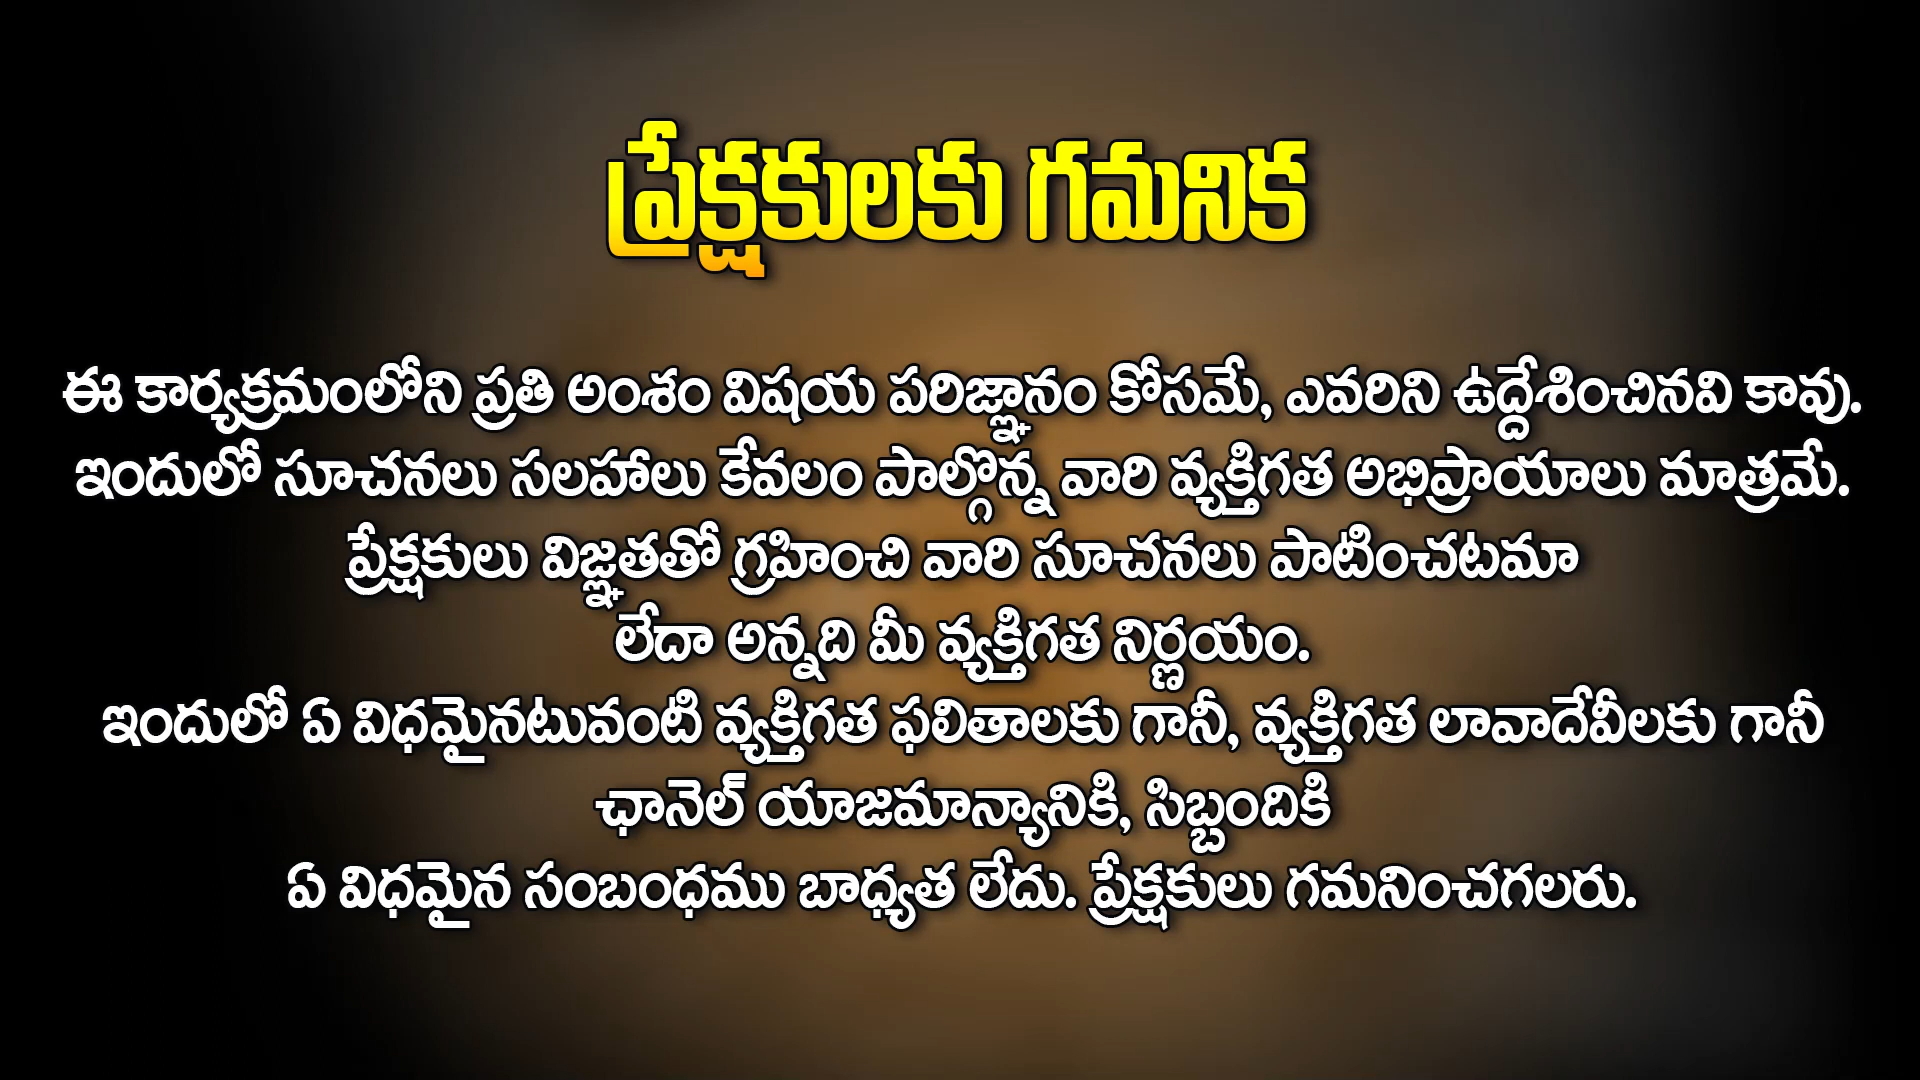 ప్రేక్షకులకు గమనిక
ఈ కార్యక్రమంలోని ప్రతి అంశం విషయ పరిజ్ఞానం కోసమే, ఎవరిని ఉద్దేశించినవి కావు.
ఇందులో సూచనలు సలహాలు కేవలం పాల్గొన్న వారి వ్యక్తిగత అభిప్రాయాలు మాత్రమే.
ప్రేక్షకులు విజ్ఞతతో గ్రహించి వారి సూచనలు పాటించటమా
లేదా అన్నది మీ వ్యక్తిగత నిర్ణయం.
ఇందులో ఏ విధమైనటువంటి వ్యక్తిగత ఫలితాలకు గానీ, వ్యక్తిగత లావాదేవీలకు గానీ
ఛానెల్ యాజమాన్యానికి, సిబ్బందికి
ఏ విధమైన సంబంధము బాధ్యత లేదు. ప్రేక్షకులు గమనించగలరు.